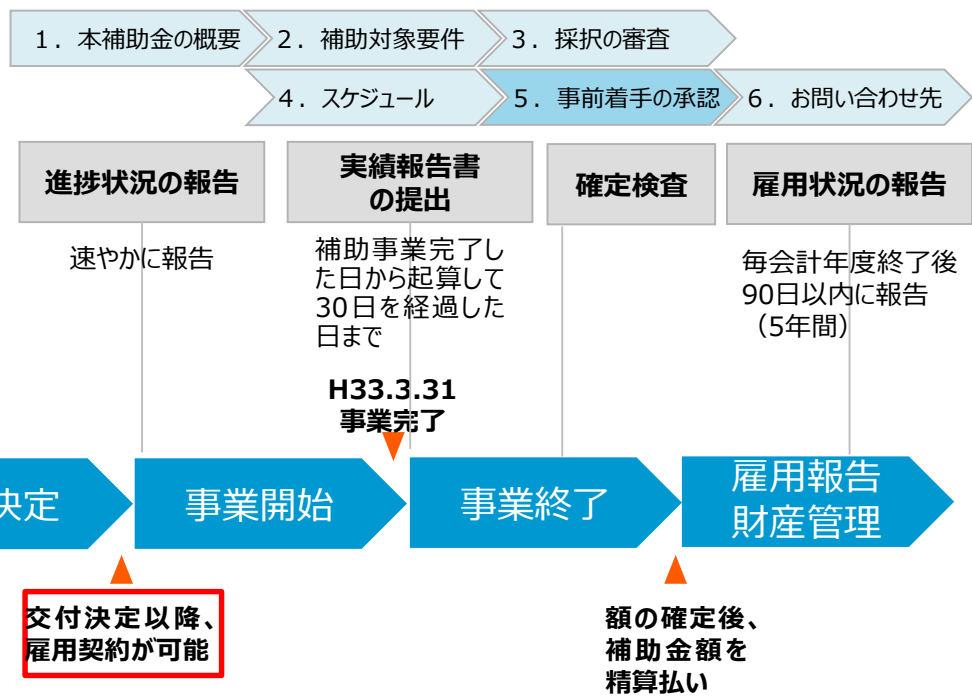 1．本補助金の概要
2．補助対象要件
3．採択の審査
4．スケジュール
5．事前着手の承認
6．お問い合わせ先
進捗状況の報告
実績報告書
の提出
確定検査
雇用状況の報告
速やかに報告
補助事業完了し
た日から起算して
30日を経過した
日まで
毎会計年度終了後
90日以内に報告
（5年間）
H33.3.31
事業完了
決定
事業開始
事業終了
雇用報告
財産管理
交付決定以降、
雇用契約が可能
額の確定後、
補助金額を
精算払い